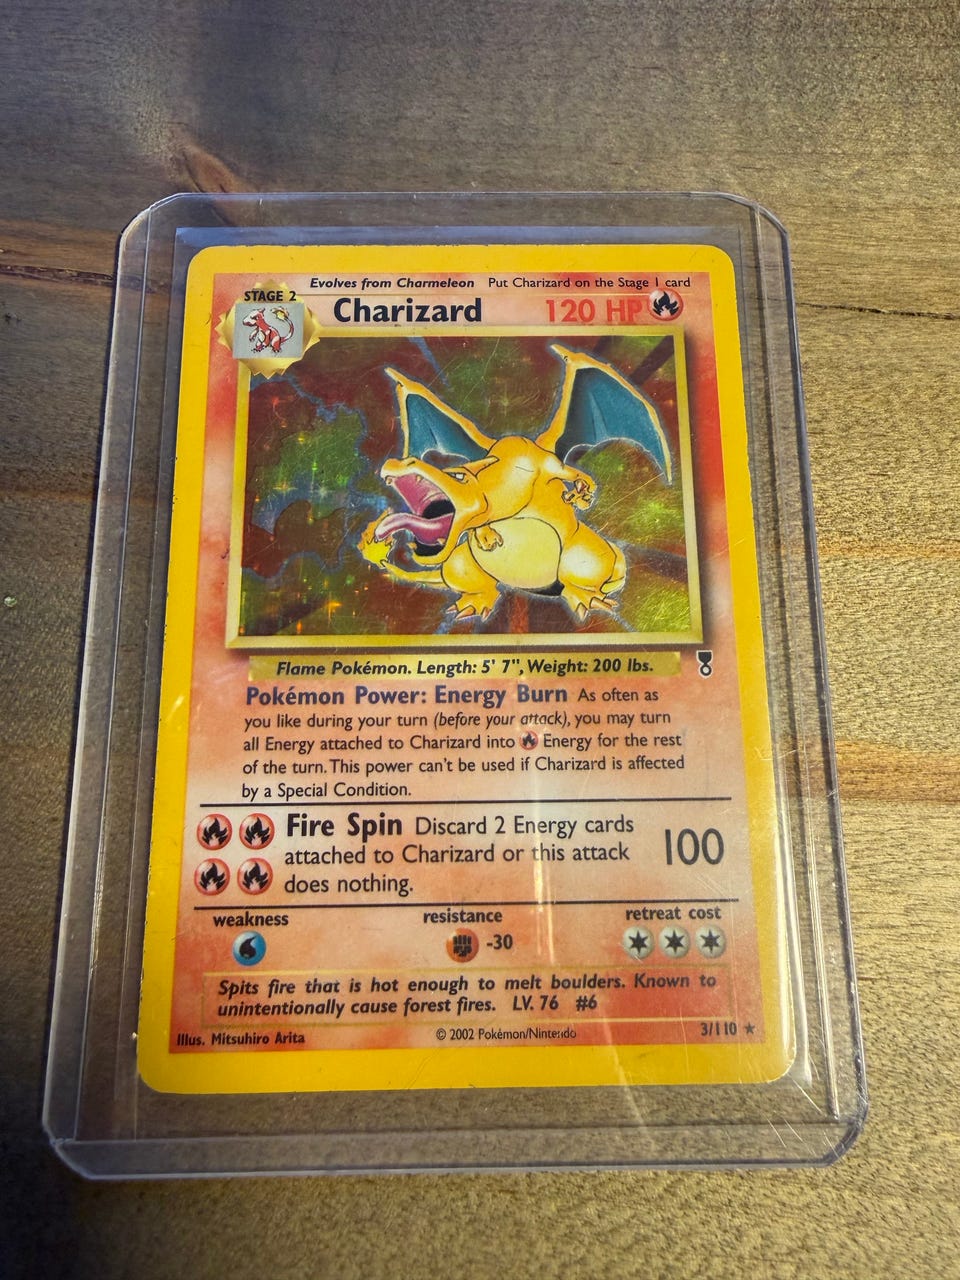 Evolves from Charmeleon Put Charizard on the Stage 1 card
STAGE 2
Charizard 120 HP
Flame Pokémon. Length: 5' 7", Weight: 200 lbs.
Pokémon Power: Energy Burn As often as
you like during your turn (before your attack), you may turn
all Energy attached to Charizard into Energy for the rest
of the turn. This power can't be used if Charizard is affected
by a Special Condition.
Fire Spin Discard 2 Energy cards
attached to Charizard or this attack 100
does nothing.
weakness resistance retreat cost
-30
Spits fire that is hot enough to melt boulders. Known to
unintentionally cause forest fires. LV. 76 #6
Illus. Mitsuhiro Arita © 2002 Pokémon/Nintendo 3/110 ★